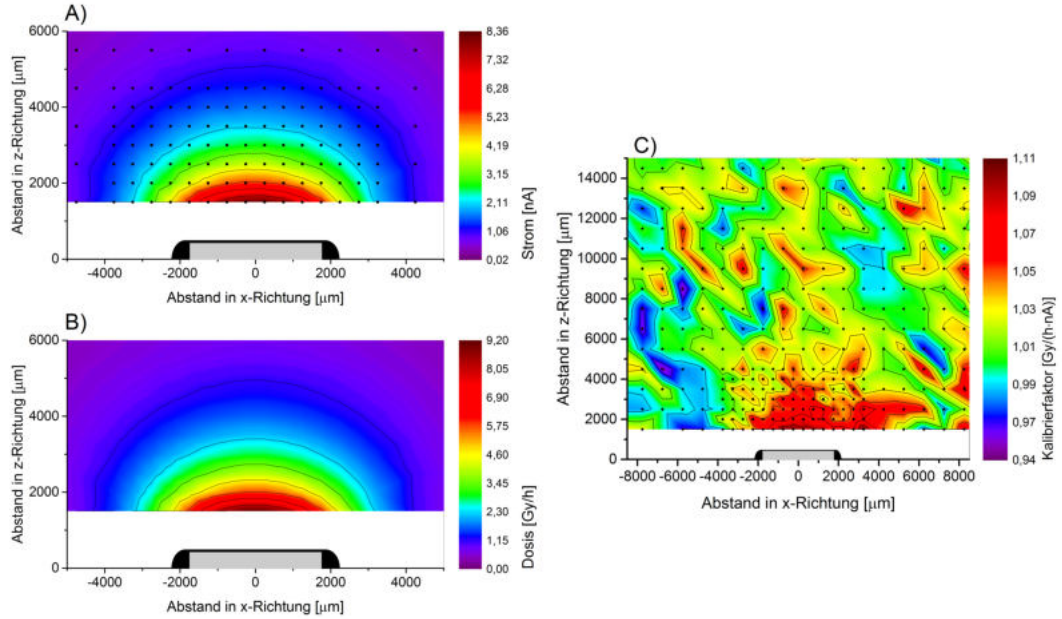 A)
6000
4000
2000
0
Abstand in z-Richtung [µm]
-4000 -2000 0 2000 4000
Abstand in x-Richtung [µm]
8,36
7,32
6,28
5,24
4,19
3,15
2,11
1,06
0,02
Strom [nA]
B)
6000
4000
2000
0
Abstand in z-Richtung [µm]
-4000 -2000 0 2000 4000
Abstand in x-Richtung [µm]
9,20
8,05
6,90
5,75
4,60
3,45
2,30
1,15
0,00
Dosis [Gy/h]
C)
14000
12000
10000
8000
6000
4000
2000
0
Abstand in z-Richtung [µm]
-8000 -6000 -4000 -2000 0 2000 4000 6000 8000
Abstand in x-Richtung [µm]
1,11
1,09
1,07
1,05
1,03
1,01
0,99
0,97
0,94
Kalibrierfaktor [Gy/(h·nA)]